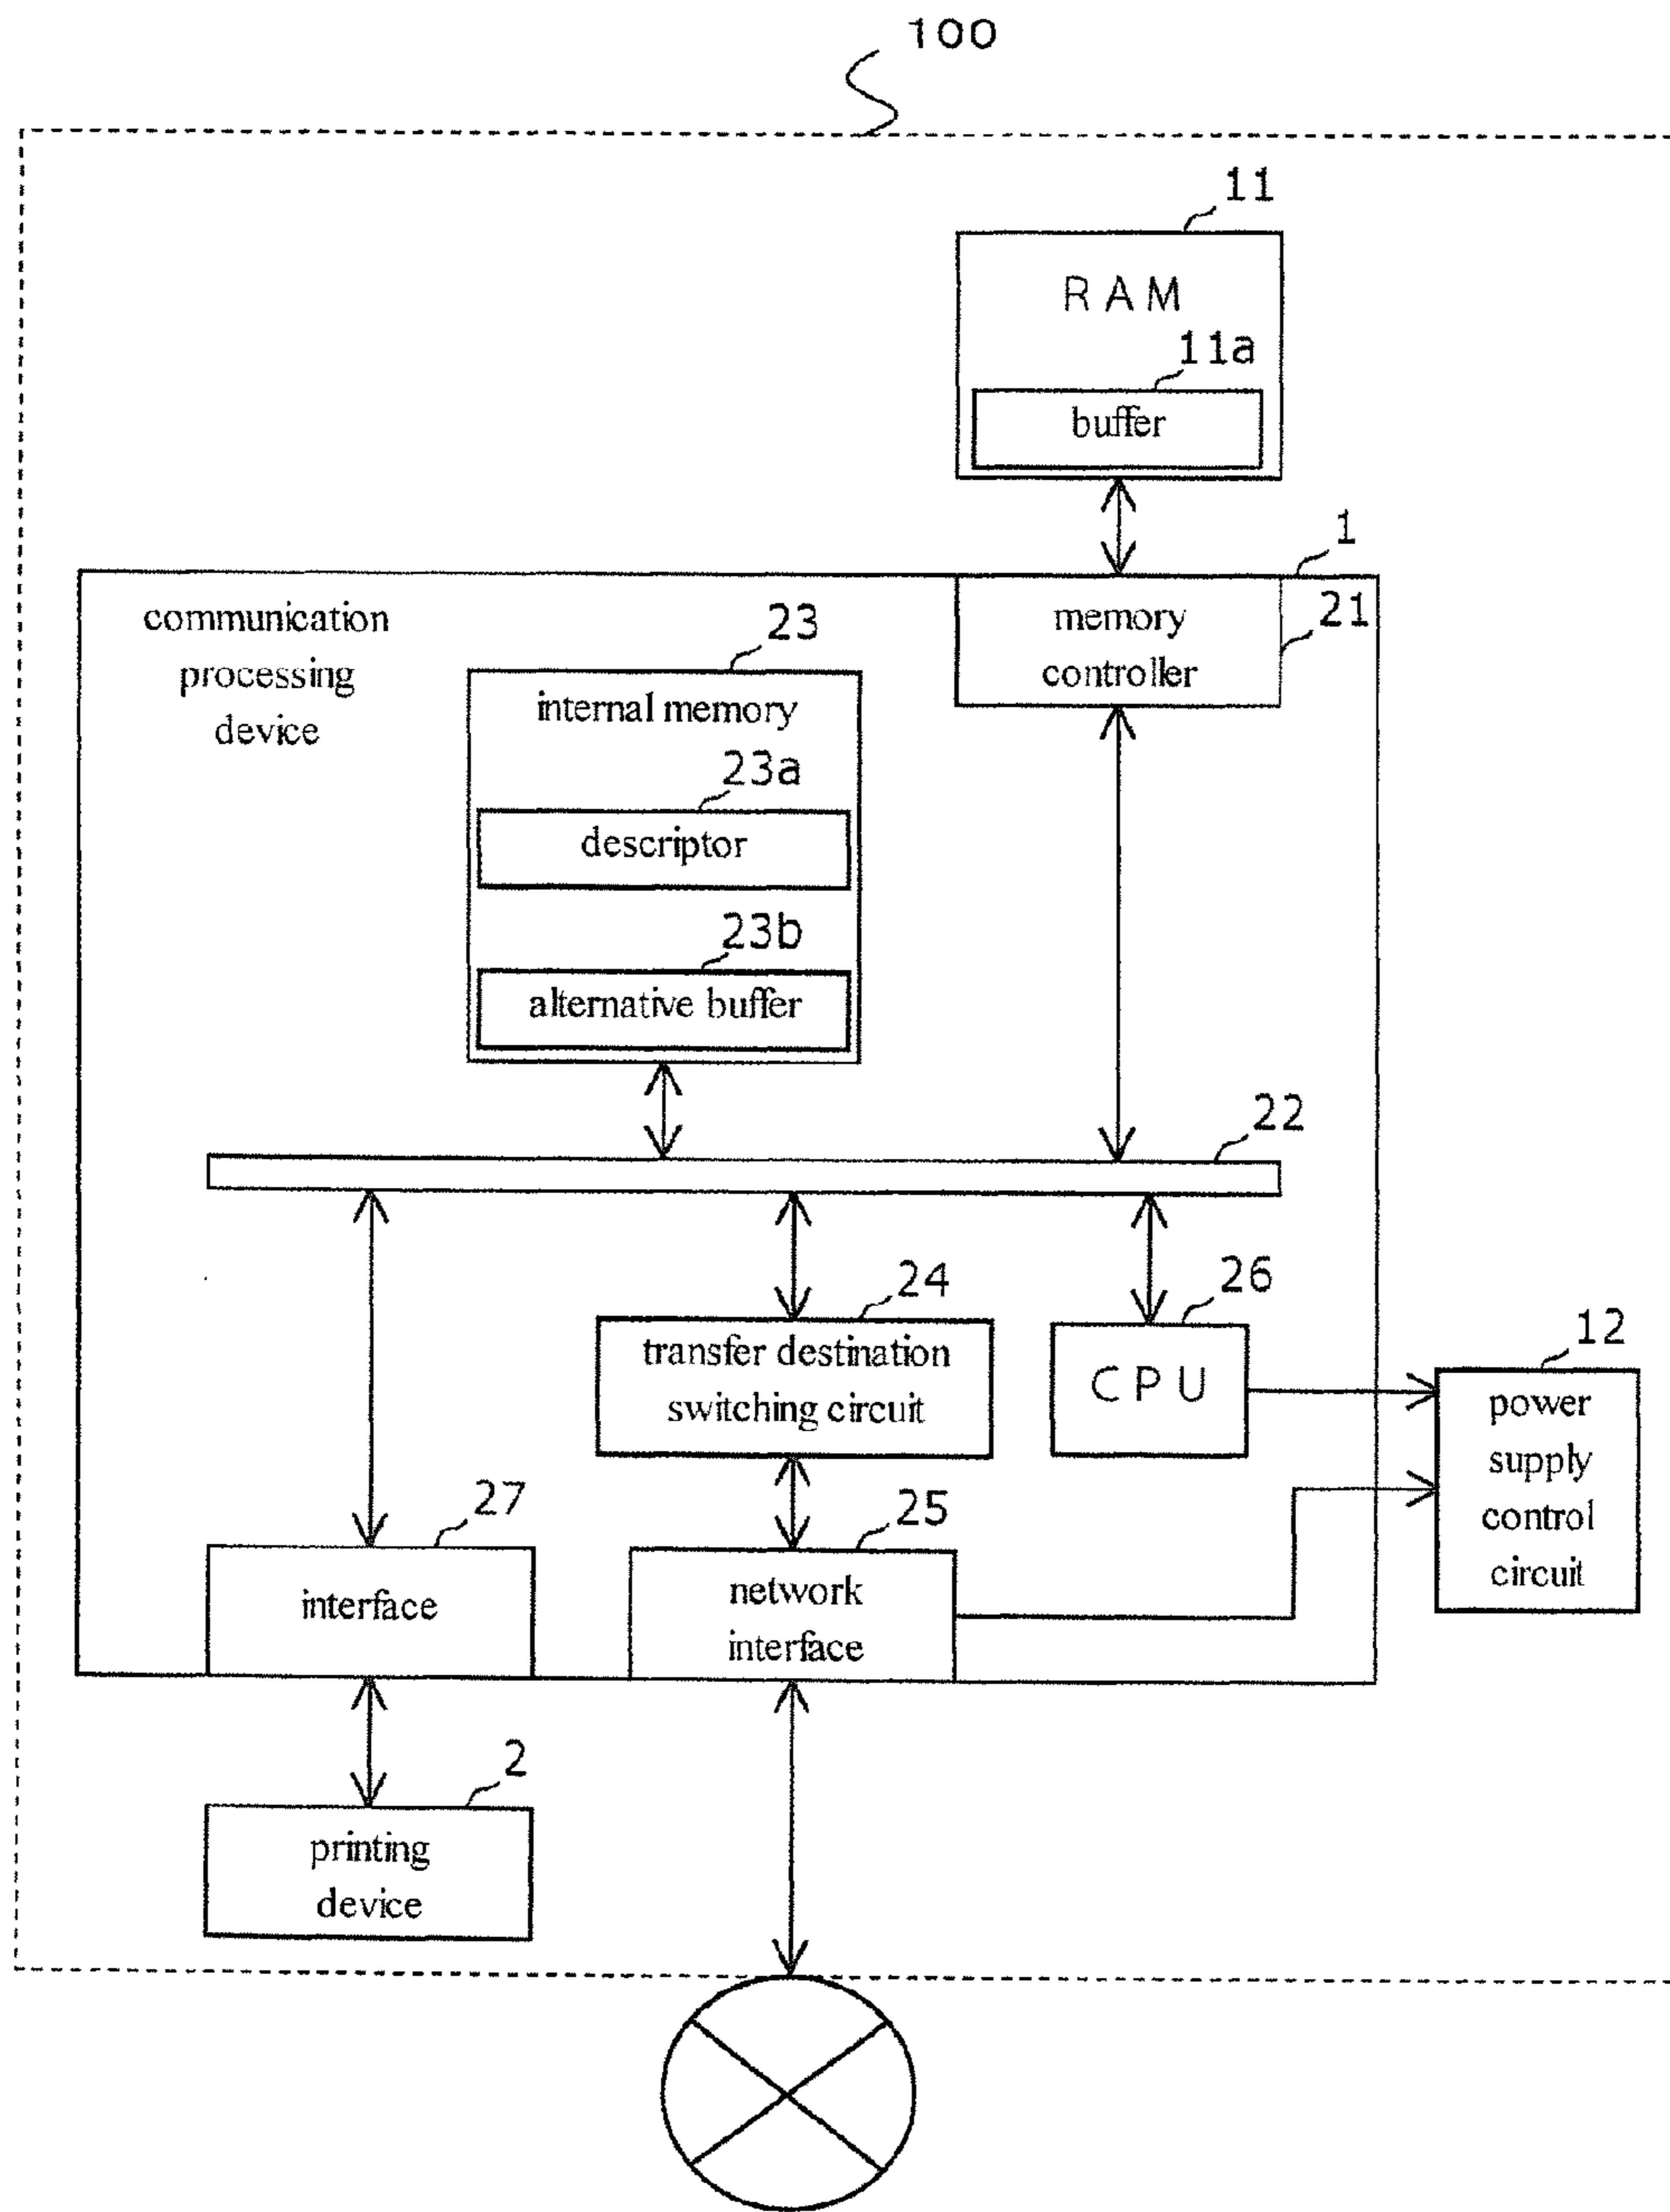 100
11
RAM
11a
buffer
1
communication
processing
device
memory
controller
21
23
internal memory
23a
descriptor
23b
alternative buffer
22
24
transfer destination
switching circuit
26
CPU
12
power
supply
control
circuit
27
interface
25
network
interface
2
printing
device